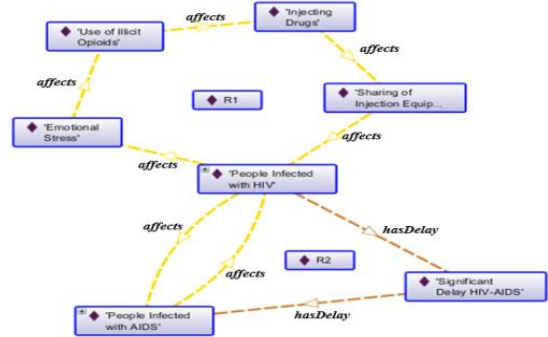 'Injecting
Drugs'
'Use of Illicit
Opioids'
affects
affects
affects
R1
'Sharing of
Injection Equip...
'Emotional
Stress'
affects
affects
'People Infected
with HIV'
affects
hasDelay
affects
R2
'Significant
Delay HIV-AIDS'
hasDelay
'People Infected
with AIDS'